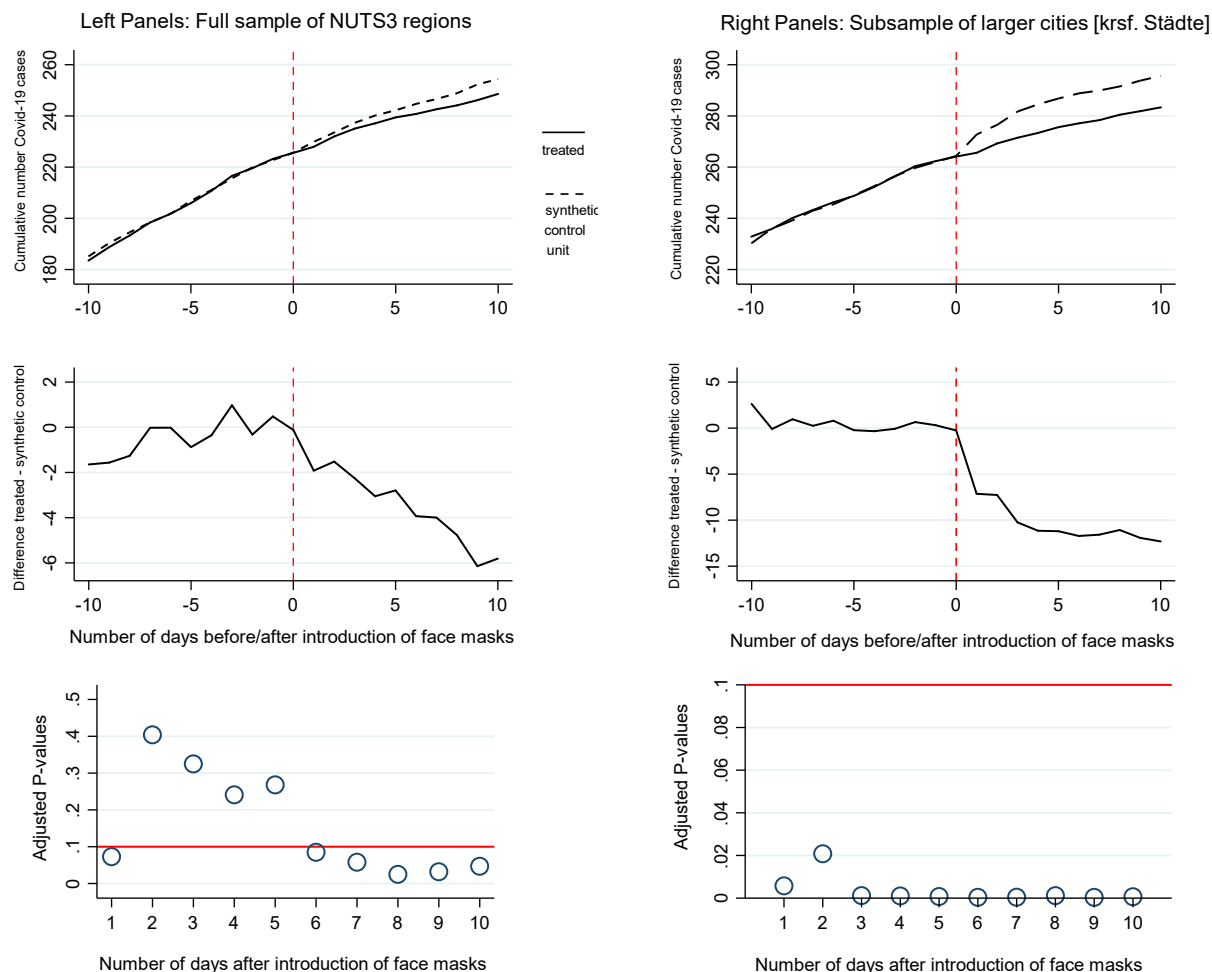 Left Panels: Full sample of NUTS3 regions
Right Panels: Subsample of larger cities [krsf. Städte]
Cumulative number Covid-19 cases
260
240
220
200
180
-10 -5 0 5 10
treated
synthetic
control
unit
Cumulative number Covid-19 cases
300
280
260
240
220
-10 -5 0 5 10
Difference treated - synthetic control
2
0
-2
-4
-6
-10 -5 0 5 10
Number of days before/after introduction of face masks
Difference treated - synthetic control
5
0
-5
-10
-15
-10 -5 0 5 10
Number of days before/after introduction of face masks
Adjusted P-values
.5
.4
.3
.2
.1
0
1 2 3 4 5 6 7 8 9 10
Number of days after introduction of face masks
Adjusted P-values
.1
.08
.06
.04
.02
0
1 2 3 4 5 6 7 8 9 10
Number of days after introduction of face masks